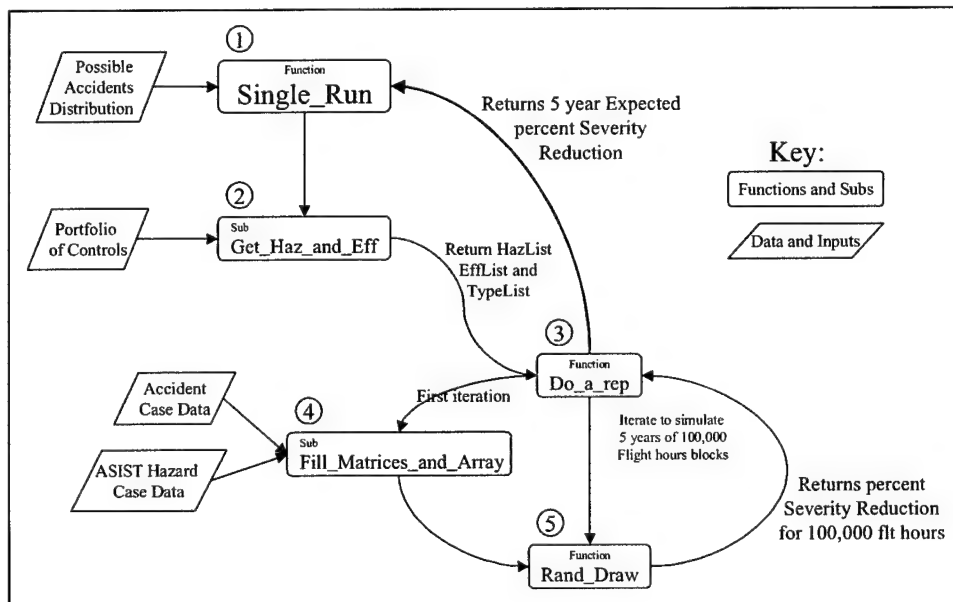 ①
Possible
Accidents
Distribution
Function
Single_Run
Returns 5 year Expected
percent Severity
Reduction
Key:
Functions and Subs
Data and Inputs
②
Portfolio
of Controls
Sub
Get_Haz_and_Eff
Return HazList
EffList and
TypeList
③
Function
Do_a_rep
First iteration
Accident
Case Data
ASIST Hazard
Case Data
④
Sub
Fill_Matrices_and_Array
Iterate to simulate
5 years of 100,000
Flight hours blocks
Returns percent
Severity Reduction
for 100,000 flt hours
⑤
Function
Rand_Draw